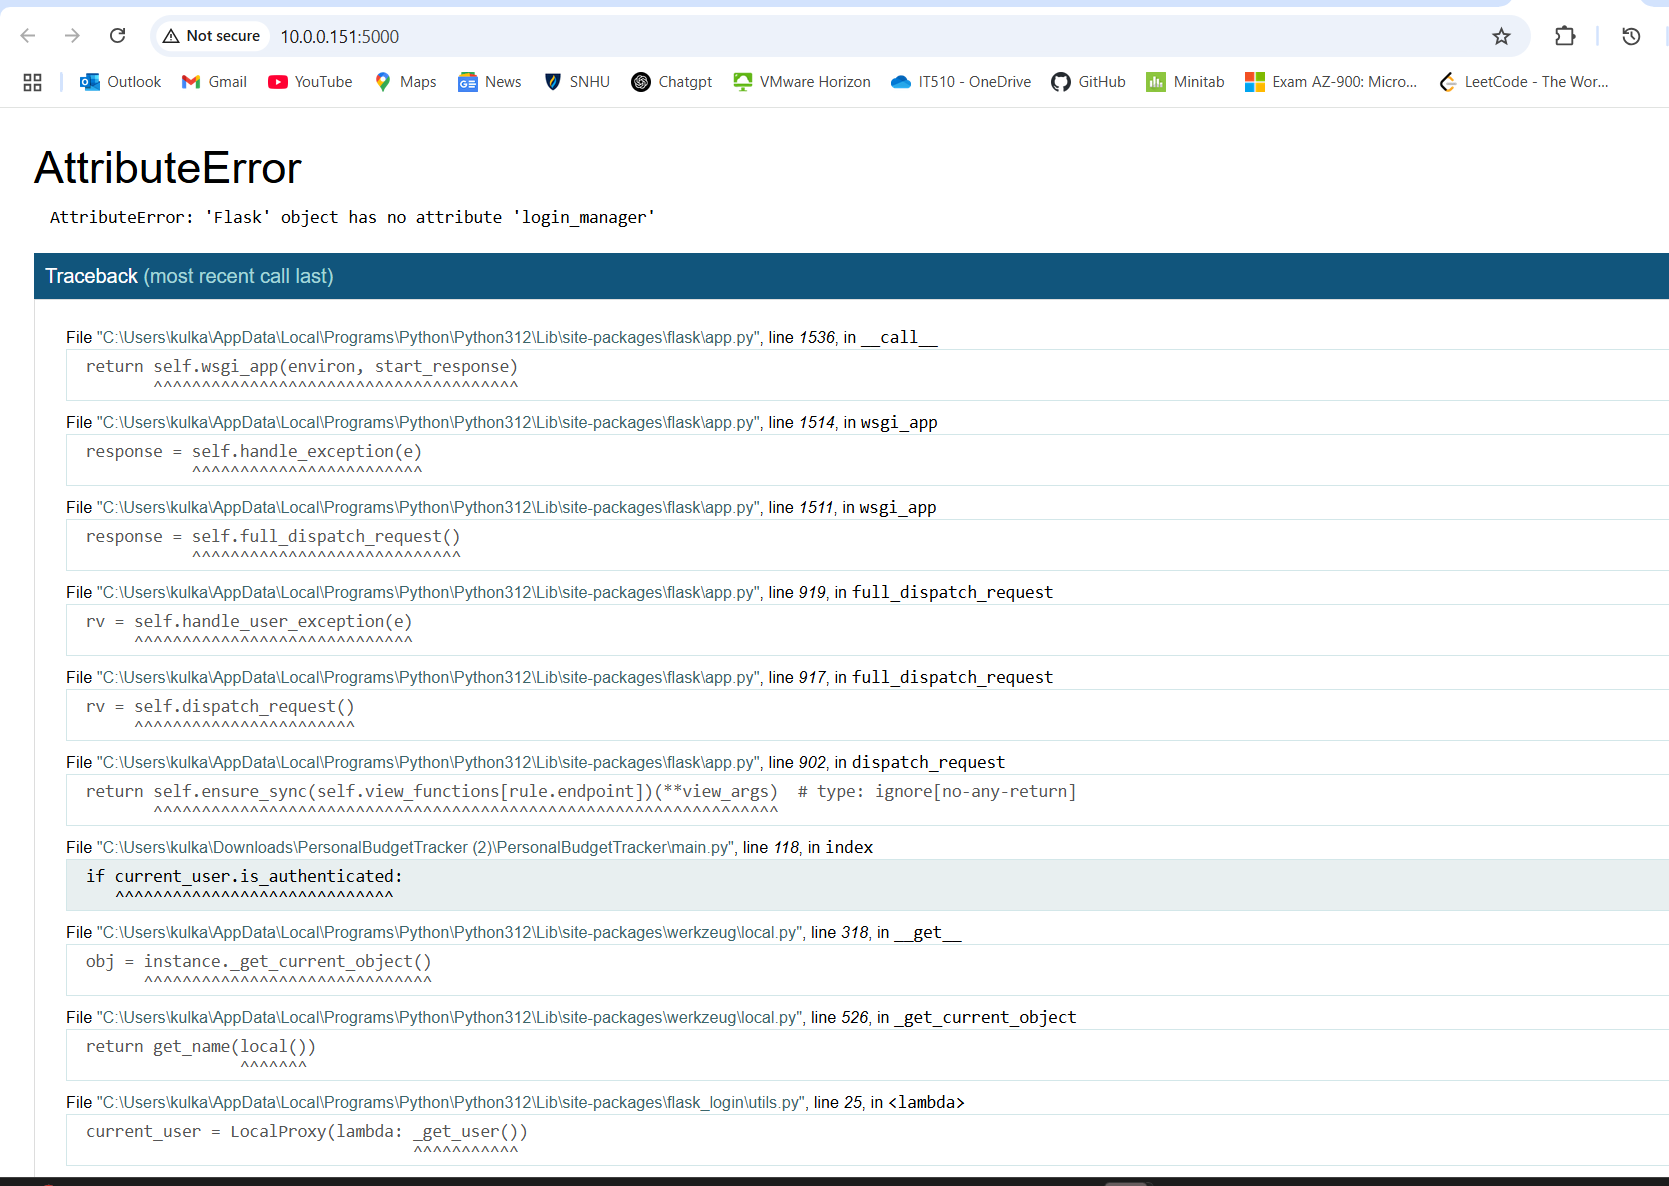 Not secure 10.0.0.151:5000
Outlook Gmail YouTube Maps News SNHU Chatgpt VMware Horizon IT510 - OneDrive GitHub Minitab Exam AZ-900: Micro... LeetCode - The Wor...
AttributeError
AttributeError: 'Flask' object has no attribute 'login_manager'
Traceback (most recent call last)
File "C:\Users\kulka\AppData\Local\Programs\Python\Python312\Lib\site-packages\flask\app.py", line 1536, in __call__
return self.wsgi_app(environ, start_response)
^^^^^^^^^^^^^^^^^^^^^^^^^^^^^^^^^^^^^^
File "C:\Users\kulka\AppData\Local\Programs\Python\Python312\Lib\site-packages\flask\app.py", line 1514, in wsgi_app
response = self.handle_exception(e)
^^^^^^^^^^^^^^^^^^^^^^^^
File "C:\Users\kulka\AppData\Local\Programs\Python\Python312\Lib\site-packages\flask\app.py", line 1511, in wsgi_app
response = self.full_dispatch_request()
^^^^^^^^^^^^^^^^^^^^^^^^^^^^
File "C:\Users\kulka\AppData\Local\Programs\Python\Python312\Lib\site-packages\flask\app.py", line 919, in full_dispatch_request
rv = self.handle_user_exception(e)
^^^^^^^^^^^^^^^^^^^^^^^^^^^^^
File "C:\Users\kulka\AppData\Local\Programs\Python\Python312\Lib\site-packages\flask\app.py", line 917, in full_dispatch_request
rv = self.dispatch_request()
^^^^^^^^^^^^^^^^^^^^^^^
File "C:\Users\kulka\AppData\Local\Programs\Python\Python312\Lib\site-packages\flask\app.py", line 902, in dispatch_request
return self.ensure_sync(self.view_functions[rule.endpoint])(**view_args)  # type: ignore[no-any-return]
^^^^^^^^^^^^^^^^^^^^^^^^^^^^^^^^^^^^^^^^^^^^^^^^^^^^^^^^^^^^^^^^^
File "C:\Users\kulka\Downloads\PersonalBudgetTracker (2)\PersonalBudgetTracker\main.py", line 118, in index
if current_user.is_authenticated:
^^^^^^^^^^^^^^^^^^^^^^^^^^^^^
File "C:\Users\kulka\AppData\Local\Programs\Python\Python312\Lib\site-packages\werkzeug\local.py", line 318, in __get__
obj = instance._get_current_object()
^^^^^^^^^^^^^^^^^^^^^^^^^^^^^^
File "C:\Users\kulka\AppData\Local\Programs\Python\Python312\Lib\site-packages\werkzeug\local.py", line 526, in _get_current_object
return get_name(local())
^^^^^^^
File "C:\Users\kulka\AppData\Local\Programs\Python\Python312\Lib\site-packages\flask_login\utils.py", line 25, in <lambda>
current_user = LocalProxy(lambda: _get_user())
^^^^^^^^^^^